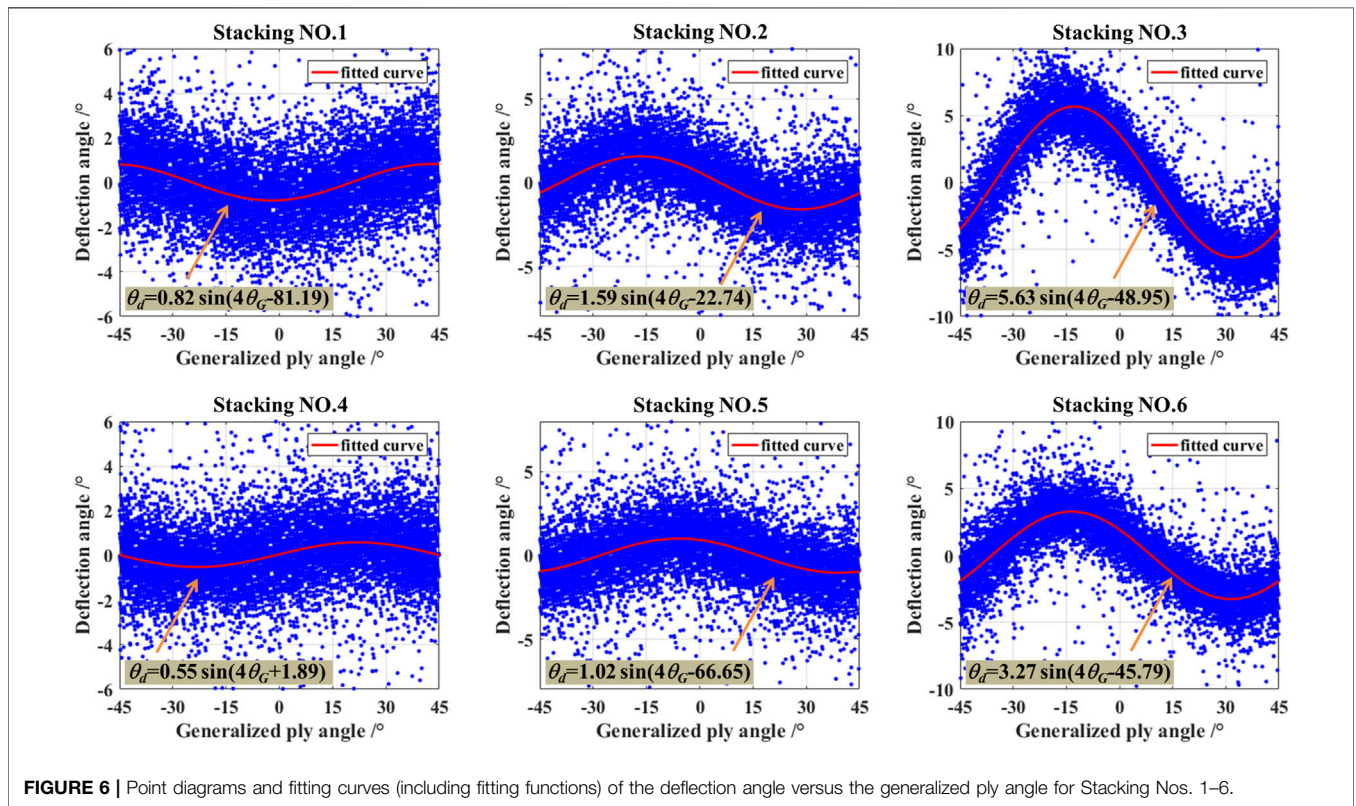 Stacking NO.1
6
4
2
0
-2
-4
-6
Deflection angle /°
fitted curve
θd=0.82 sin(4θG-81.19)
-45 -30 -15 0 15 30 45
Generalized ply angle /°
Stacking NO.2
5
0
-5
Deflection angle /°
fitted curve
θd=1.59 sin(4θG-22.74)
-45 -30 -15 0 15 30 45
Generalized ply angle /°
Stacking NO.3
10
5
0
-5
-10
Deflection angle /°
fitted curve
θd=5.63 sin(4θG-48.95)
-45 -30 -15 0 15 30 45
Generalized ply angle /°
Stacking NO.4
6
4
2
0
-2
-4
-6
Deflection angle /°
fitted curve
θd=0.55 sin(4θG+1.89)
-45 -30 -15 0 15 30 45
Generalized ply angle /°
Stacking NO.5
5
0
-5
Deflection angle /°
fitted curve
θd=1.02 sin(4θG-66.65)
-45 -30 -15 0 15 30 45
Generalized ply angle /°
Stacking NO.6
10
5
0
-5
-10
Deflection angle /°
fitted curve
θd=3.27 sin(4θG-45.79)
-45 -30 -15 0 15 30 45
Generalized ply angle /°
FIGURE 6 | Point diagrams and fitting curves (including fitting functions) of the deflection angle versus the generalized ply angle for Stacking Nos. 1–6.